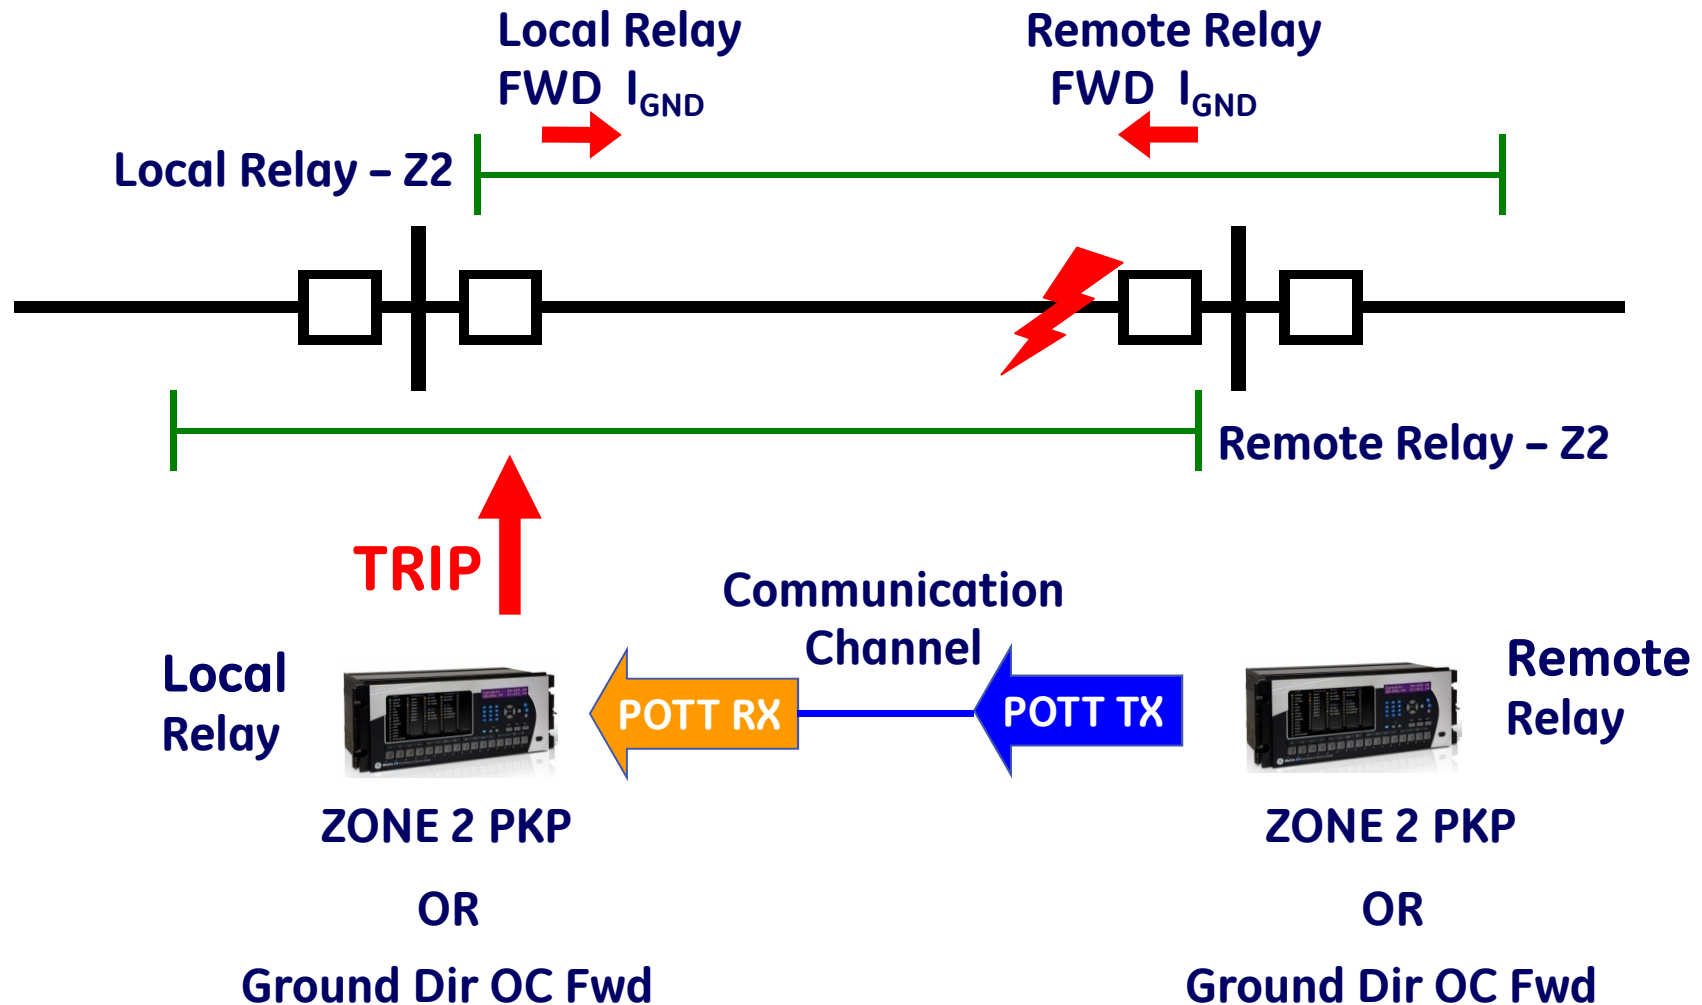 Local Relay
FWD I_GND
Remote Relay
FWD I_GND
Local Relay – Z2
Remote Relay – Z2
TRIP
Communication
Channel
Local
Relay
POTT RX
POTT TX
Remote
Relay
ZONE 2 PKP
OR
Ground Dir OC Fwd
ZONE 2 PKP
OR
Ground Dir OC Fwd